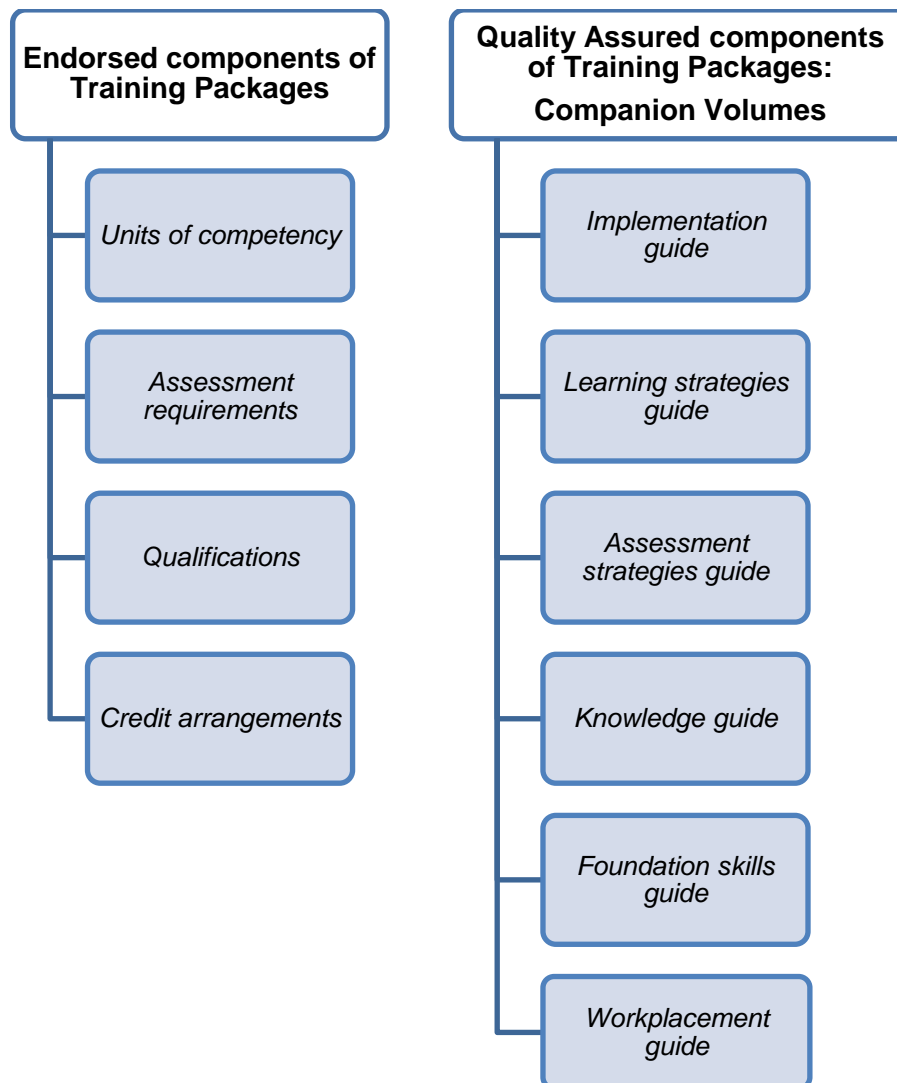 Endorsed components of
Training Packages
Units of competency
Assessment
requirements
Qualifications
Credit arrangements
Quality Assured components
of Training Packages:
Companion Volumes
Implementation
guide
Learning strategies
guide
Assessment
strategies guide
Knowledge guide
Foundation skills
guide
Workplacement
guide